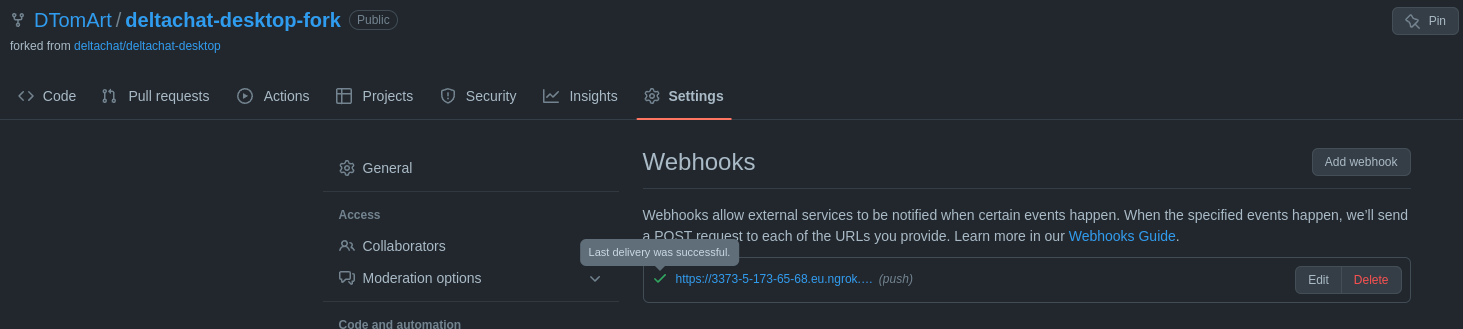 DTomArt / deltachat-desktop-fork Public
Pin
forked from deltachat/deltachat-desktop
Code Pull requests Actions Projects Security Insights Settings
General
Access
Collaborators
Moderation options
Code and automation
Webhooks
Add webhook
Webhooks allow external services to be notified when certain events happen. When the specified events happen, we’ll send
a POST request to each of the URLs you provide. Learn more in our Webhooks Guide.
Last delivery was successful.
https://3373-5-173-65-68.eu.ngrok.… (push)
Edit Delete